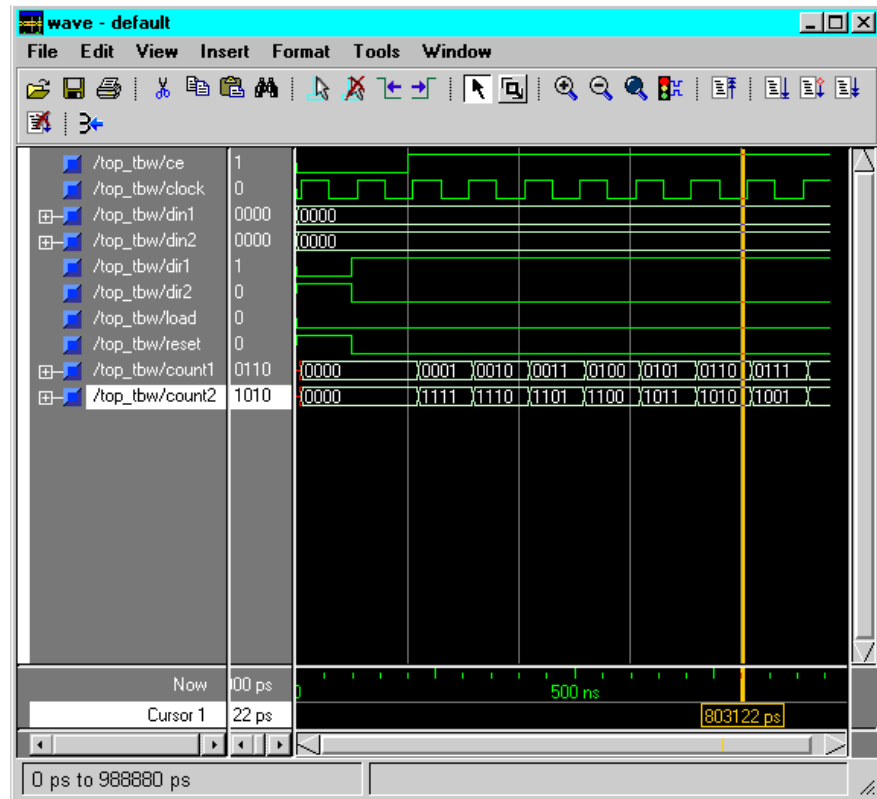 wave - default
File Edit View Insert Format Tools Window
/top_tbw/ce 1
/top_tbw/clock 0
/top_tbw/din1 0000 0000
/top_tbw/din2 0000 0000
/top_tbw/dir1 1
/top_tbw/dir2 0
/top_tbw/load 0
/top_tbw/reset 0
/top_tbw/count1 0110 0000 0001 0010 0011 0100 0101 0110 0111
/top_tbw/count2 1010 0000 1111 1110 1101 1100 1011 1010 1001
Now 00 ps 500 ns
Cursor 1 22 ps 803122 ps
0 ps to 988880 ps